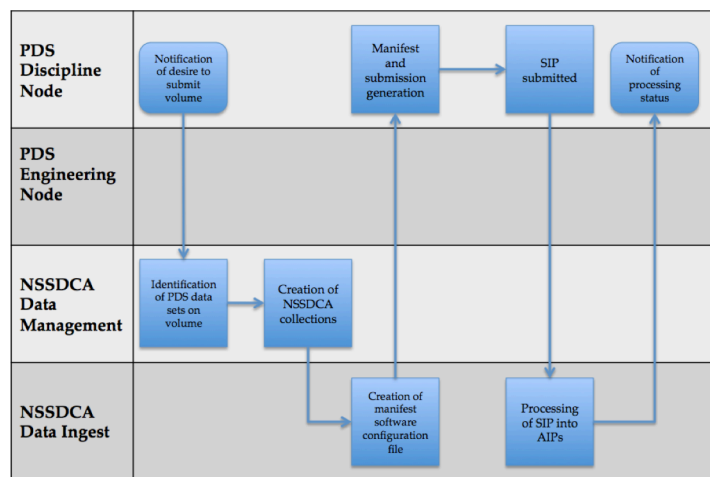 PDS
Discipline
Node
Notification
of desire to
submit
volume
Manifest
and
submission
generation
SIP
submitted
Notification
of
processing
status
PDS
Engineering
Node
NSSDCA
Data
Management
Identification
of PDS data
sets on
volume
Creation of
NSSDCA
collections
NSSDCA
Data Ingest
Creation of
manifest
software
configuration
file
Processing
of SIP into
AIPs